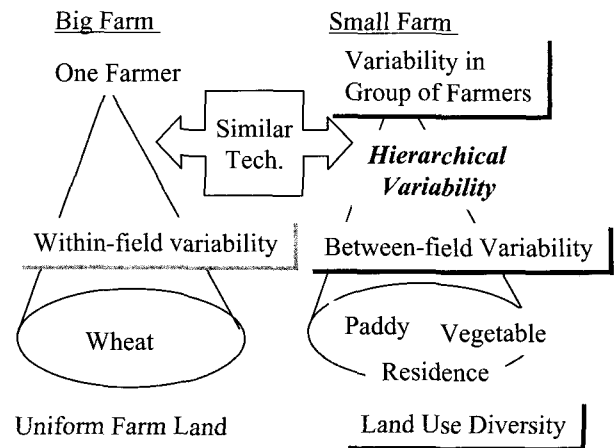 Big Farm
Small Farm
One Farmer
Variability in
Group of Farmers
Similar
Tech.
Hierarchical
Variability
Within-field variability
Between-field Variability
Wheat
Paddy
Vegetable
Residence
Uniform Farm Land
Land Use Diversity